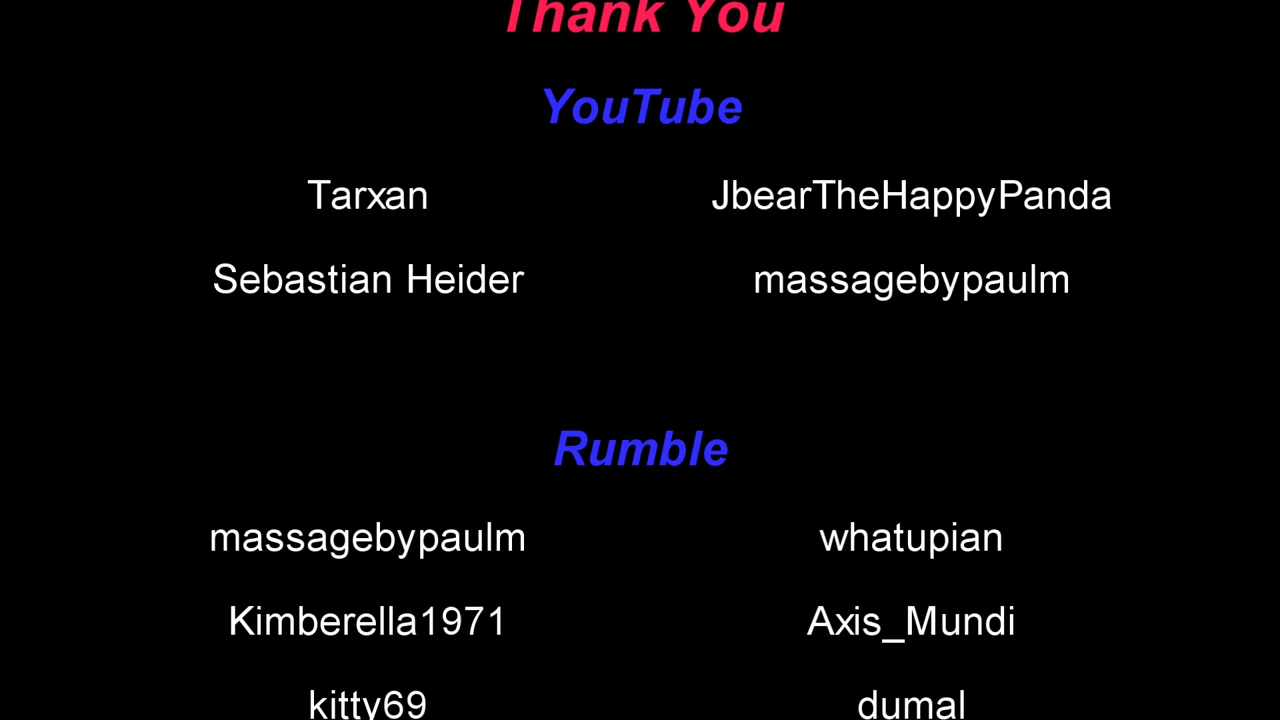 Thank You
YouTube
Tarxan JbearTheHappyPanda
Sebastian Heider massagebypaulm
Rumble
massagebypaulm whatupian
Kimberella1971 Axis_Mundi
kitty69 dumal